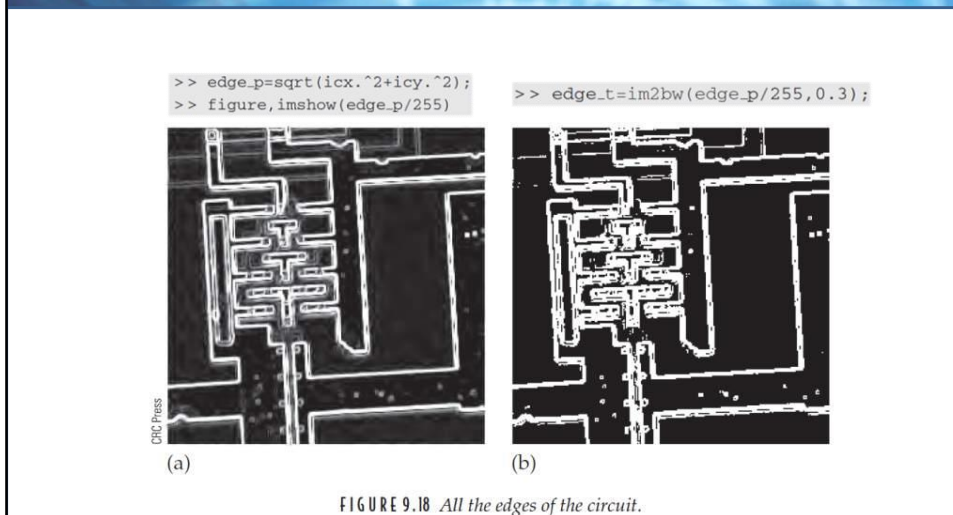 >> edge_p=sqrt(icx.^2+icy.^2);
>> figure,imshow(edge_p/255)
>> edge_t=im2bw(edge_p/255,0.3);
CRC Press
(a)
(b)
FIGURE 9.18 All the edges of the circuit.